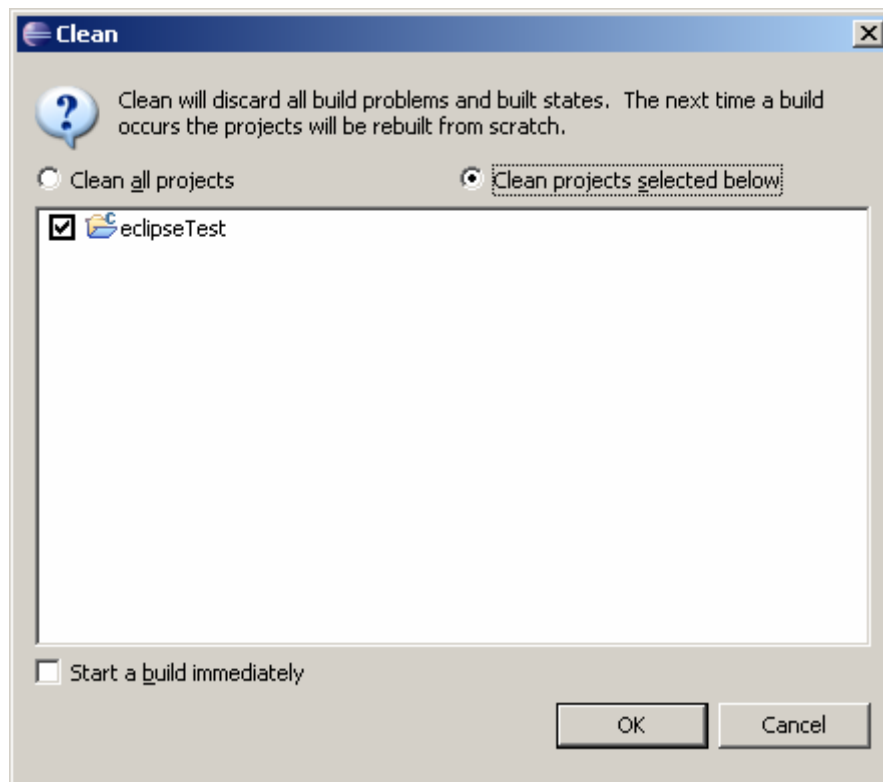 Clean
Clean will discard all build problems and built states. The next time a build
occurs the projects will be rebuilt from scratch.
Clean all projects
Clean projects selected below
eclipseTest
Start a build immediately
OK
Cancel